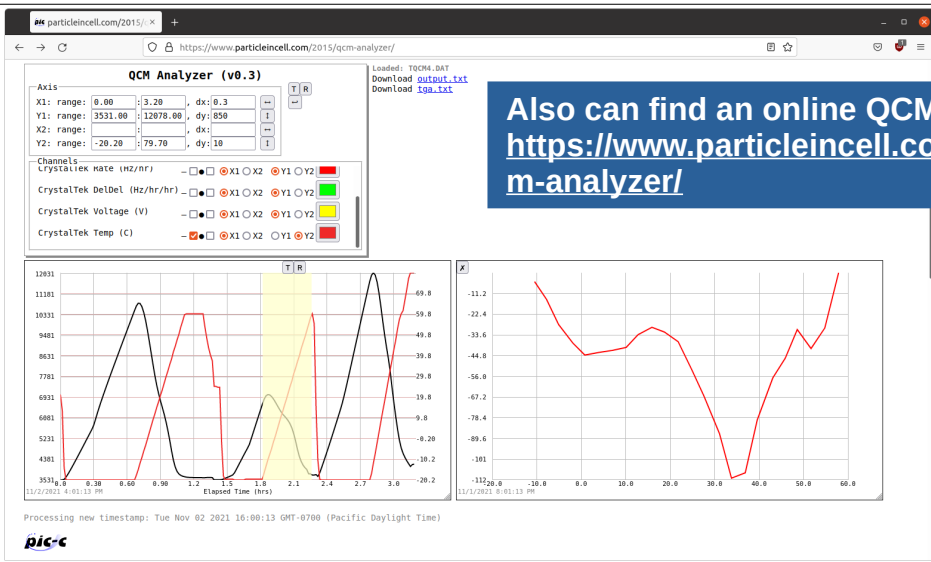 particleincell.com/2015/
https://www.particleincell.com/2015/qcm-analyzer/
QCM Analyzer (v0.3)
T R
Axis
X1: range: 0.00 : 3.20 , dx: 0.3
Y1: range: 3531.00 : 12078.00 , dy: 850
X2: range: : , dx:
Y2: range: -20.20 : 79.70 , dy: 10
Channels
CrystalTek Rate (Hz/hr) X1 X2 Y1 Y2
CrystalTek DelDel (Hz/hr/hr) X1 X2 Y1 Y2
CrystalTek Voltage (V) X1 X2 Y1 Y2
CrystalTek Temp (C) X1 X2 Y1 Y2
Loaded: TQCM4.DAT
Download output.txt
Download tga.txt
Also can find an online QCM
https://www.particleincell.co
m-analyzer/
T R
12031
11181
10331
9481
8631
7781
6931
6081
5231
4381
3531
69.8
59.8
49.8
39.8
29.8
19.8
9.8
-0.20
-10.2
-20.2
0.0 0.30 0.60 0.90 1.2 1.5 1.8 2.1 2.4 2.7 3.0
Elapsed Time (hrs)
11/2/2021 4:01:13 PM
x
-11.2
-22.4
-33.6
-44.8
-56.0
-67.2
-78.4
-89.6
-101
-112
-20.0 -10.0 0.0 10.0 20.0 30.0 40.0 50.0 60.0
11/1/2021 8:01:13 PM
Processing new timestamp: Tue Nov 02 2021 16:00:13 GMT-0700 (Pacific Daylight Time)
pic-c